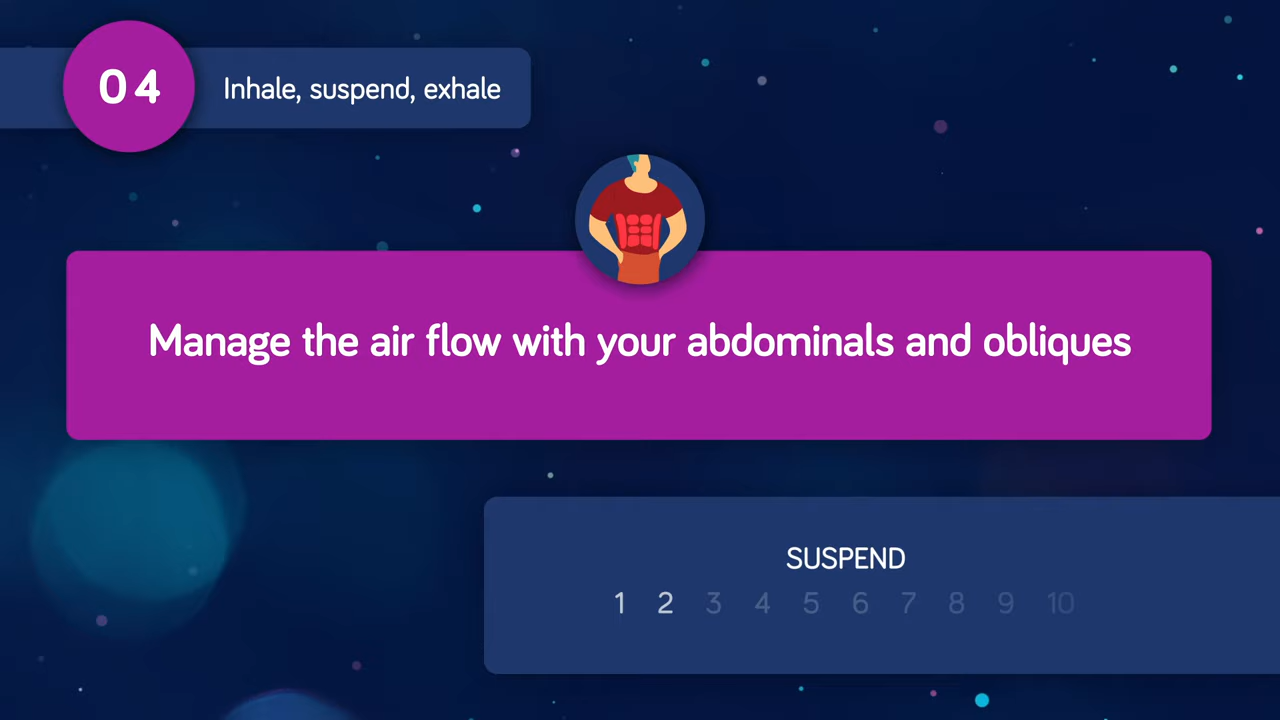 04
Inhale, suspend, exhale
Manage the air flow with your abdominals and obliques
SUSPEND
1 2 3 4 5 6 7 8 9 10